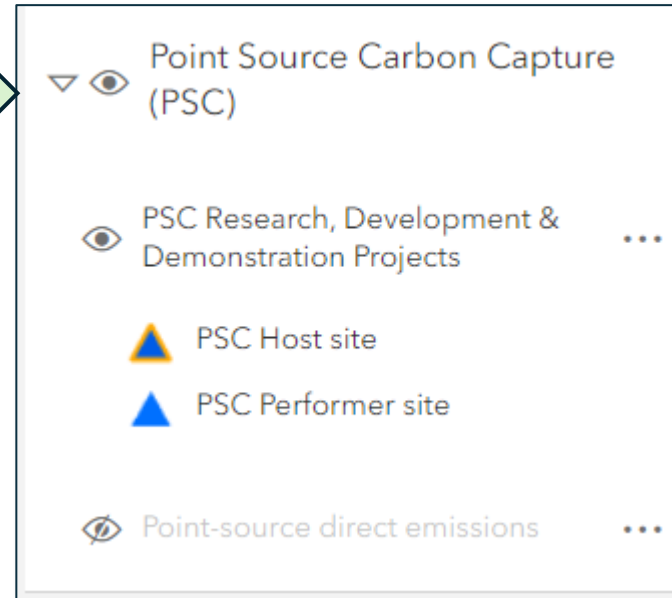 Point Source Carbon Capture
(PSC)
PSC Research, Development &
Demonstration Projects
PSC Host site
PSC Performer site
Point-source direct emissions